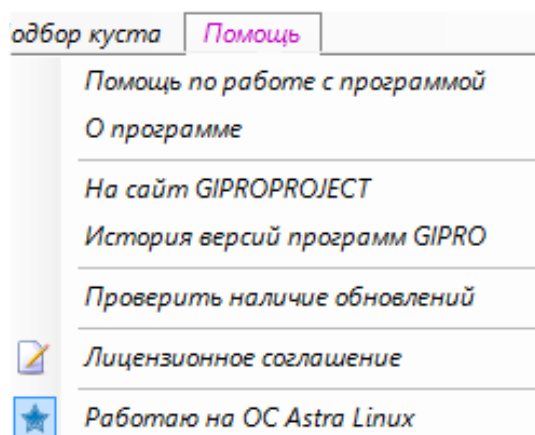 одбор куста Помощь
Помощь по работе с программой
О программе
На сайт GIPROPROJECT
История версий программ GIPRO
Проверить наличие обновлений
Лицензионное соглашение
Работаю на ОС Astra Linux